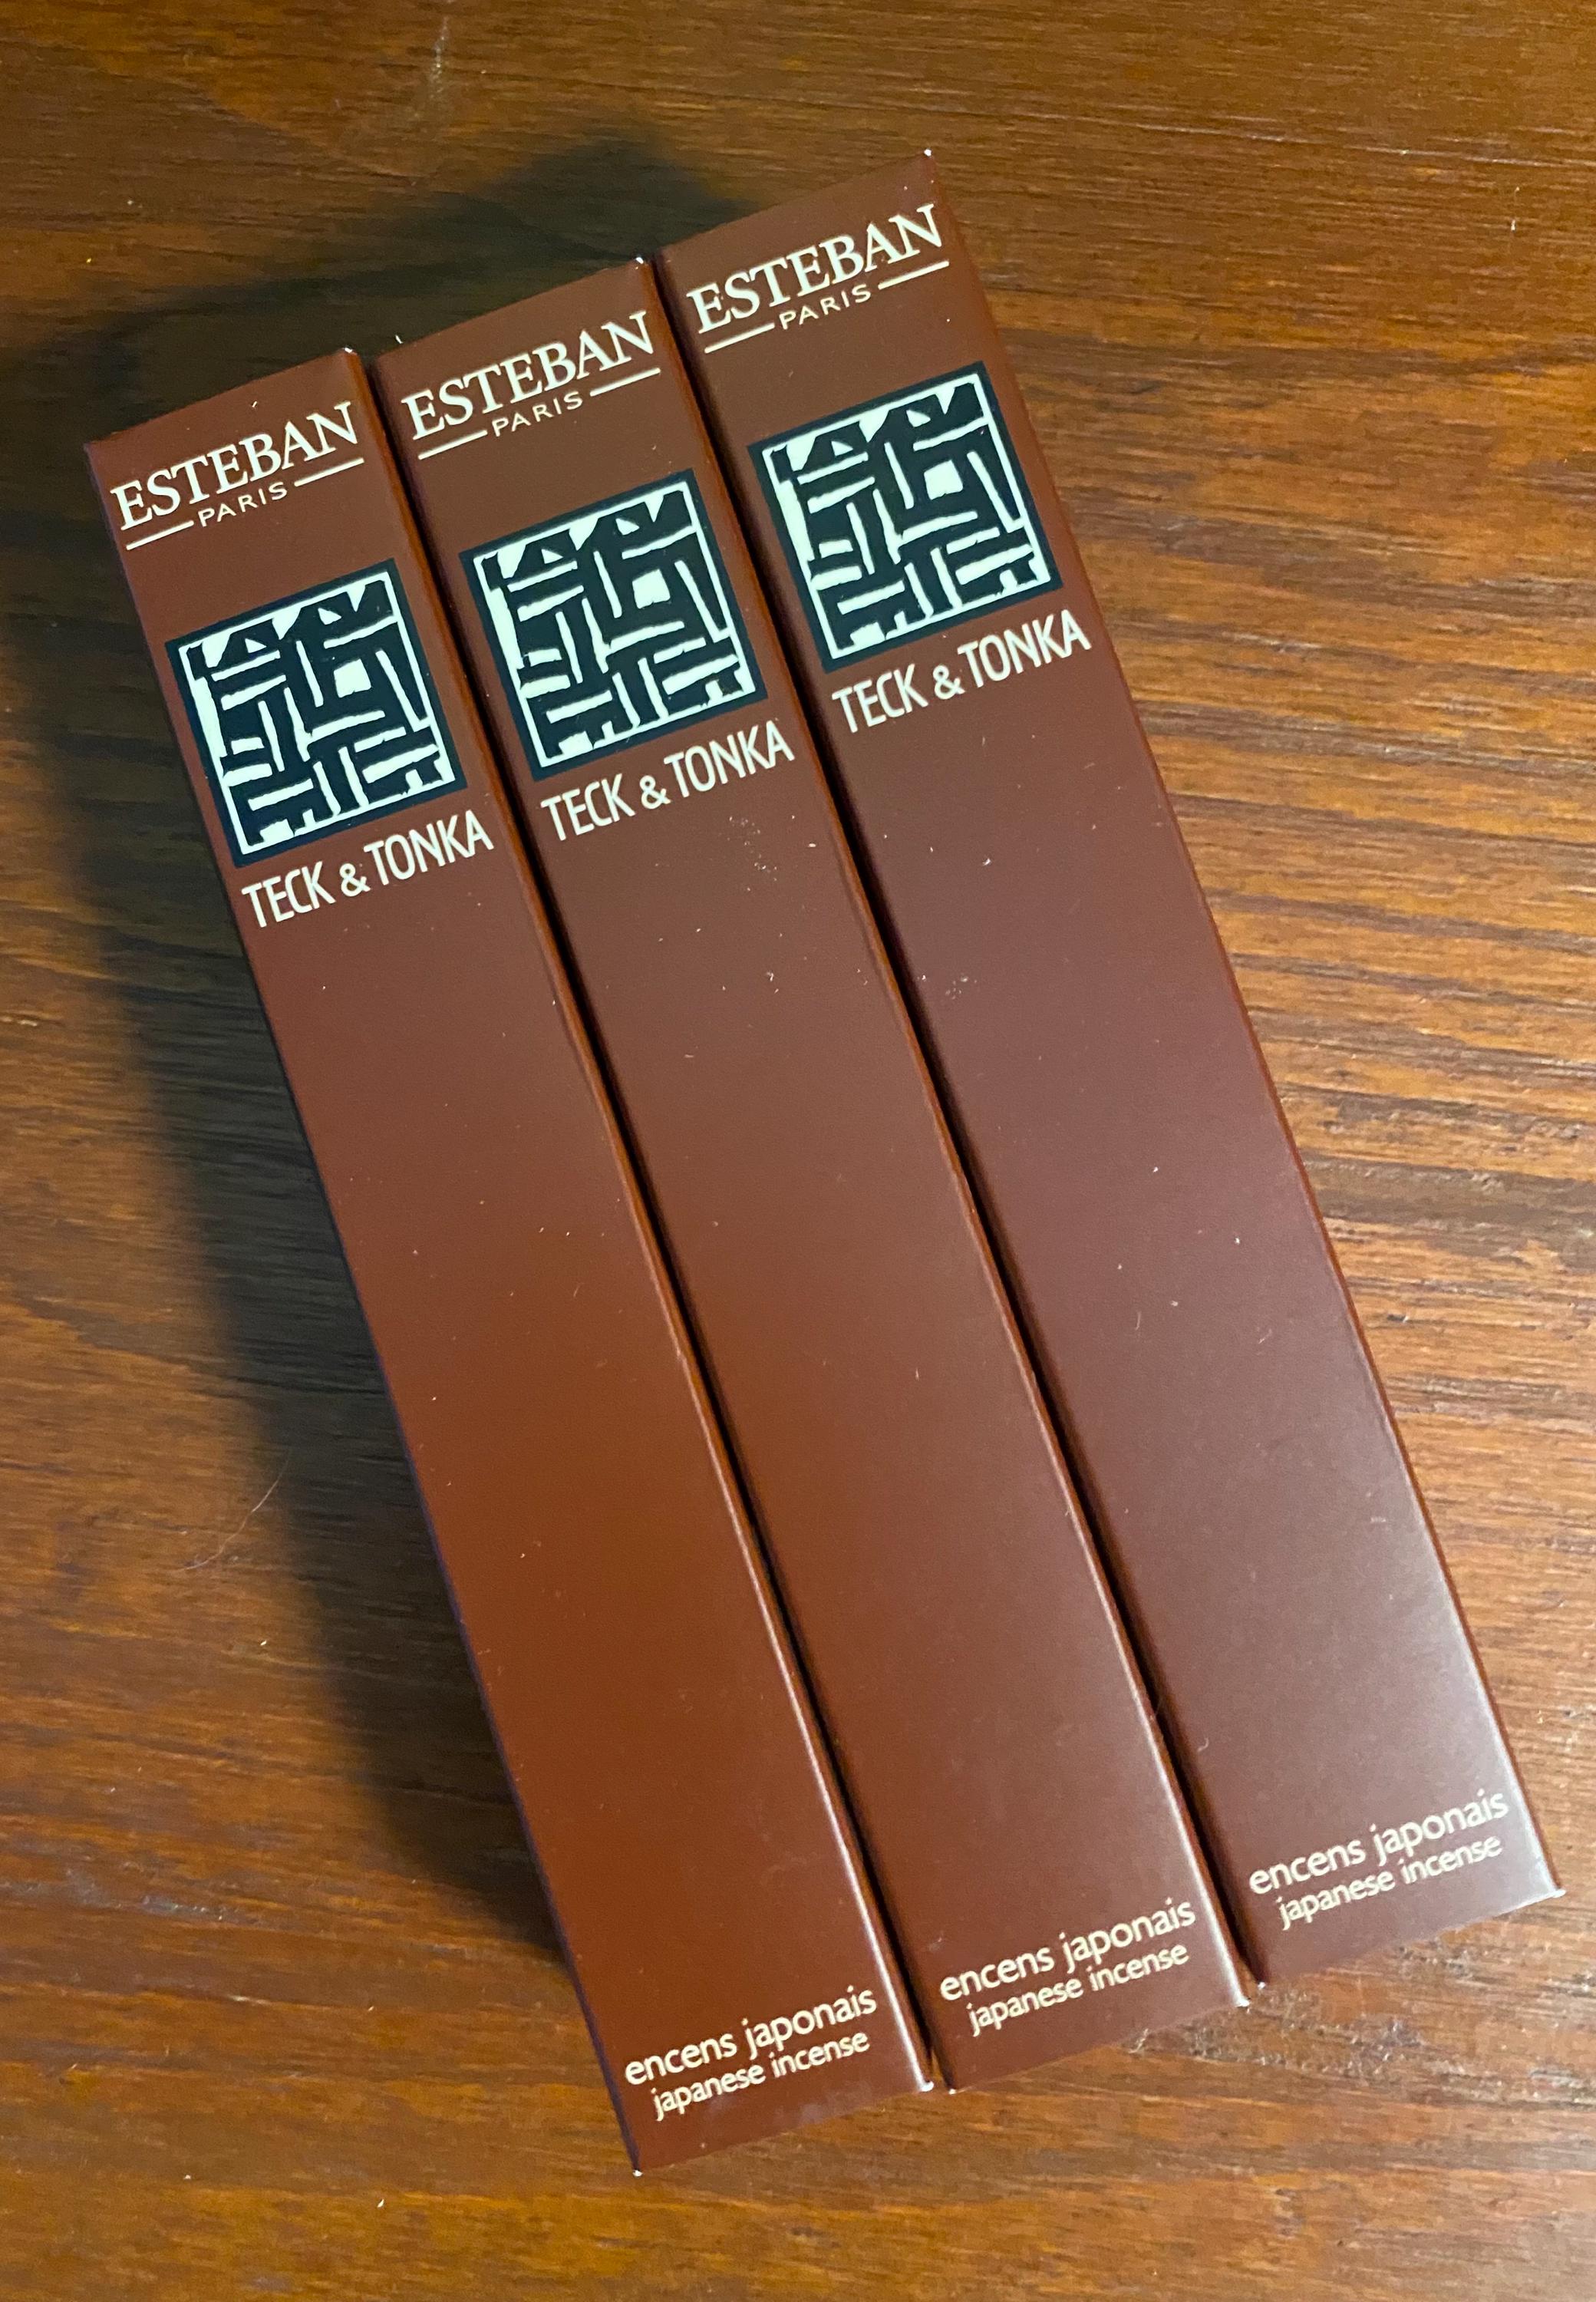 ESTEBAN
PARIS
TECK & TONKA
encens japonais
japanese incense
ESTEBAN
PARIS
TECK & TONKA
encens japonais
japanese incense
ESTEBAN
PARIS
TECK & TONKA
encens japonais
japanese incense